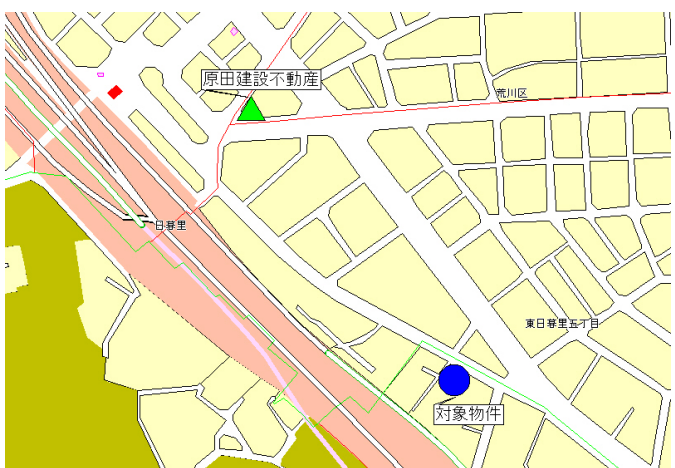 原田建設不動産
荒川区
日暮里
東日暮里五丁目
対象物件